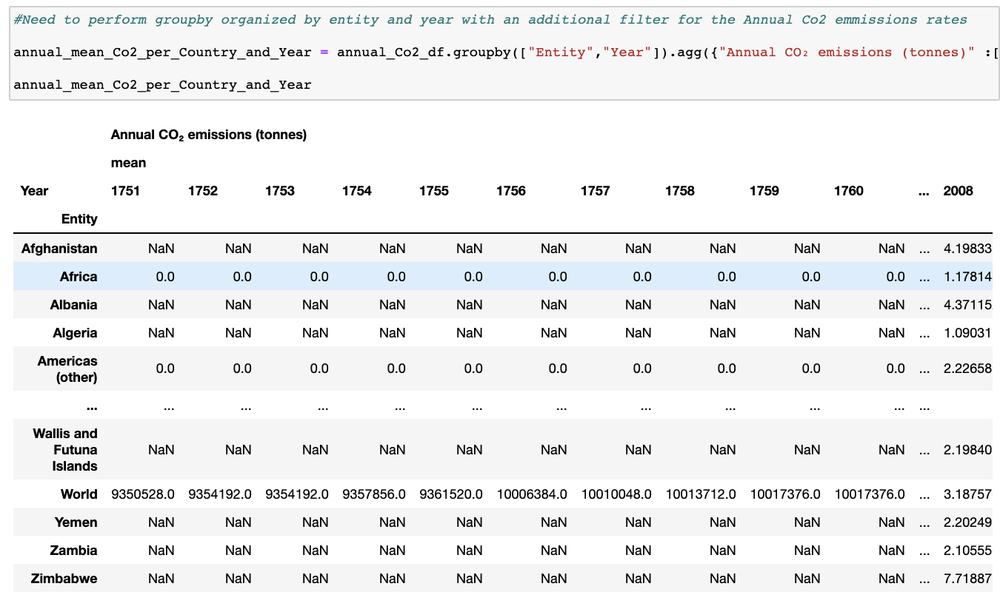 #Need to perform groupby organized by entity and year with an additional filter for the Annual Co2 emmissions rates
annual_mean_Co2_per_Country_and_Year = annual_Co2_df.groupby(["Entity","Year"]).agg({"Annual CO₂ emissions (tonnes)" :[
annual_mean_Co2_per_Country_and_Year
Annual CO₂ emissions (tonnes)
mean
Year 1751 1752 1753 1754 1755 1756 1757 1758 1759 1760 ... 2008
Entity
Afghanistan NaN NaN NaN NaN NaN NaN NaN NaN NaN NaN ... 4.19833
Africa 0.0 0.0 0.0 0.0 0.0 0.0 0.0 0.0 0.0 0.0 ... 1.17814
Albania NaN NaN NaN NaN NaN NaN NaN NaN NaN NaN ... 4.37115
Algeria NaN NaN NaN NaN NaN NaN NaN NaN NaN NaN ... 1.09031
Americas
(other) 0.0 0.0 0.0 0.0 0.0 0.0 0.0 0.0 0.0 0.0 ... 2.22658
... ... ... ... ... ... ... ... ... ... ... ...
Wallis and
Futuna NaN NaN NaN NaN NaN NaN NaN NaN NaN NaN ... 2.19840
Islands
World 9350528.0 9354192.0 9354192.0 9357856.0 9361520.0 10006384.0 10010048.0 10013712.0 10017376.0 10017376.0 ... 3.18757
Yemen NaN NaN NaN NaN NaN NaN NaN NaN NaN NaN ... 2.20249
Zambia NaN NaN NaN NaN NaN NaN NaN NaN NaN NaN ... 2.10555
Zimbabwe NaN NaN NaN NaN NaN NaN NaN NaN NaN NaN ... 7.71887